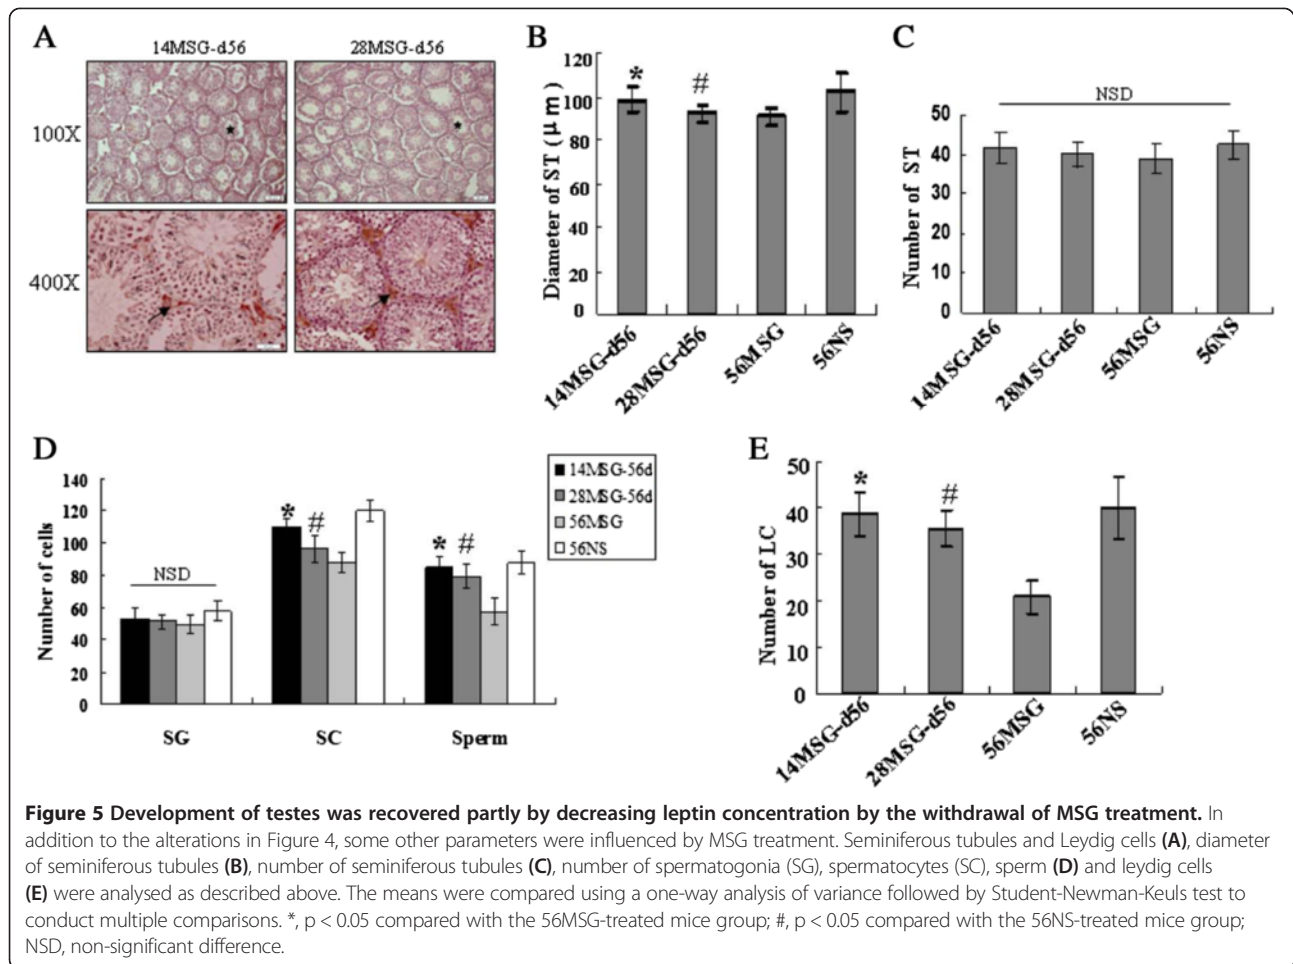 A
14MSG-d56 28MSG-d56
100X
*
*
400X
B
Diameter of ST (μm)
120
100
80
60
40
20
0
*
#
14MSG-d56
28MSG-d56
56MSG
56NS
C
Number of ST
50
40
30
20
10
0
NSD
14MSG-d56
28MSG-d56
56MSG
56NS
D
Number of cells
140
120
100
80
60
40
20
0
NSD
*
#
*
#
SG SC Sperm
14MSG-56d
28MSG-56d
56MSG
56NS
E
Number of LC
50
40
30
20
10
0
*
#
14MSG-d56
28MSG-d56
56MSG
56NS
Figure 5 Development of testes was recovered partly by decreasing leptin concentration by the withdrawal of MSG treatment. In
addition to the alterations in Figure 4, some other parameters were influenced by MSG treatment. Seminiferous tubules and Leydig cells (A), diameter
of seminiferous tubules (B), number of seminiferous tubules (C), number of spermatogonia (SG), spermatocytes (SC), sperm (D) and leydig cells
(E) were analysed as described above. The means were compared using a one-way analysis of variance followed by Student-Newman-Keuls test to
conduct multiple comparisons. *, p < 0.05 compared with the 56MSG-treated mice group; #, p < 0.05 compared with the 56NS-treated mice group;
NSD, non-significant difference.